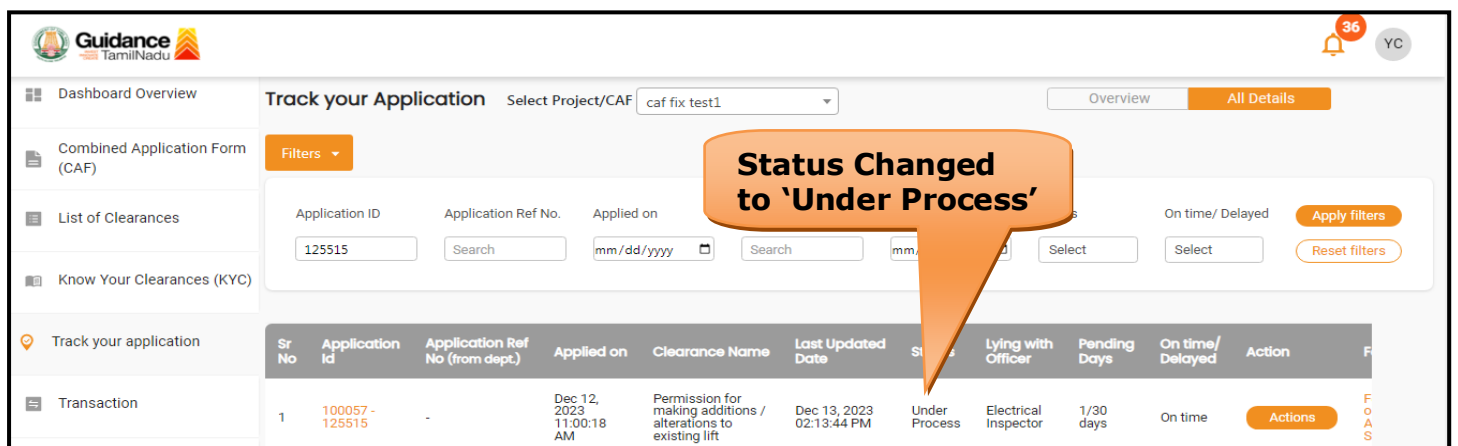 Guidance
TamilNadu
36
YC
Dashboard Overview
Track your Application
Select Project/CAF
caf fix test1
Overview
All Details
Combined Application Form
(CAF)
Filters
Status Changed
to ‘Under Process’
List of Clearances
Application ID
Application Ref No.
Applied on
On time/ Delayed
Apply filters
125515
Search
mm/dd/yyyy
Search
Select
Select
Reset filters
Know Your Clearances (KYC)
Track your application
Sr
No
Application
Id
Application Ref
No (from dept.)
Applied on
Clearance Name
Last Updated
Date
Lying with
Officer
Pending
Days
On time/
Delayed
Action
Transaction
1
100057 -
125515
-
Dec 12,
2023
11:00:18
AM
Permission for
making additions /
alterations to
existing lift
Dec 13, 2023
02:13:44 PM
Under
Process
Electrical
Inspector
1/30
days
On time
Actions